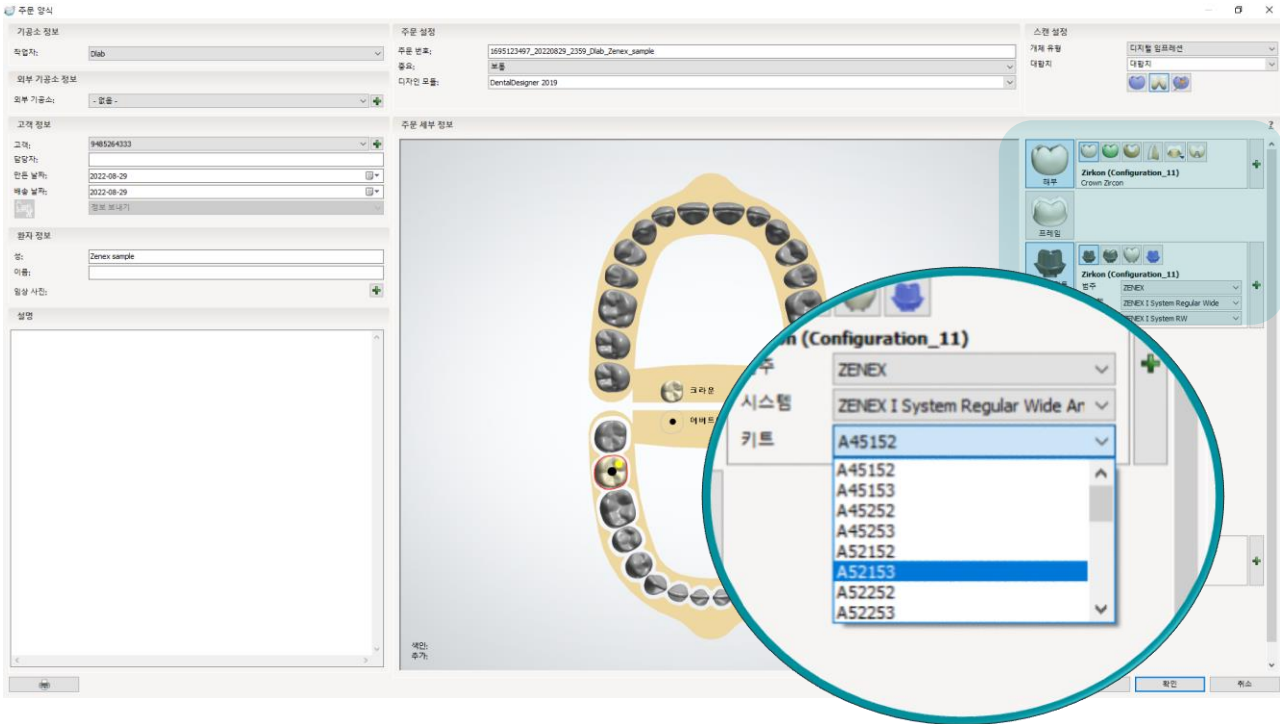 주문 양식
기공소 정보
작업자:
Dlab
외부 기공소 정보
외부 기공소:
- 없음 -
고객 정보
고객:
9485264333
담당자:
만든 날짜:
2022-08-29
배송 날짜:
2022-08-29
정보 보내기
환자 정보
성:
Zenex sample
이름:
임상 사진:
설명
주문 설정
주문 번호:
1695123497_20220829_2359_Dlab_Zenex_sample
중요:
보통
디자인 모듈:
DentalDesigner 2019
스캔 설정
개체 유형
디지털 임프레션
대합치
대합치
주문 세부 정보
?
크라운
색인:
추가:
해부
Zirkon (Configuration_11)
Crown Zircon
프레임
Zirkon (Configuration_11)
범주
ZENEX
ZENEX I System Regular Wide
ZENEX I System RW
(Configuration_11)
ZENEX
시스템
ZENEX I System Regular Wide Ar
키트
A45152
A45152
A45153
A45252
A45253
A52152
A52153
A52252
A52253
확인
취소